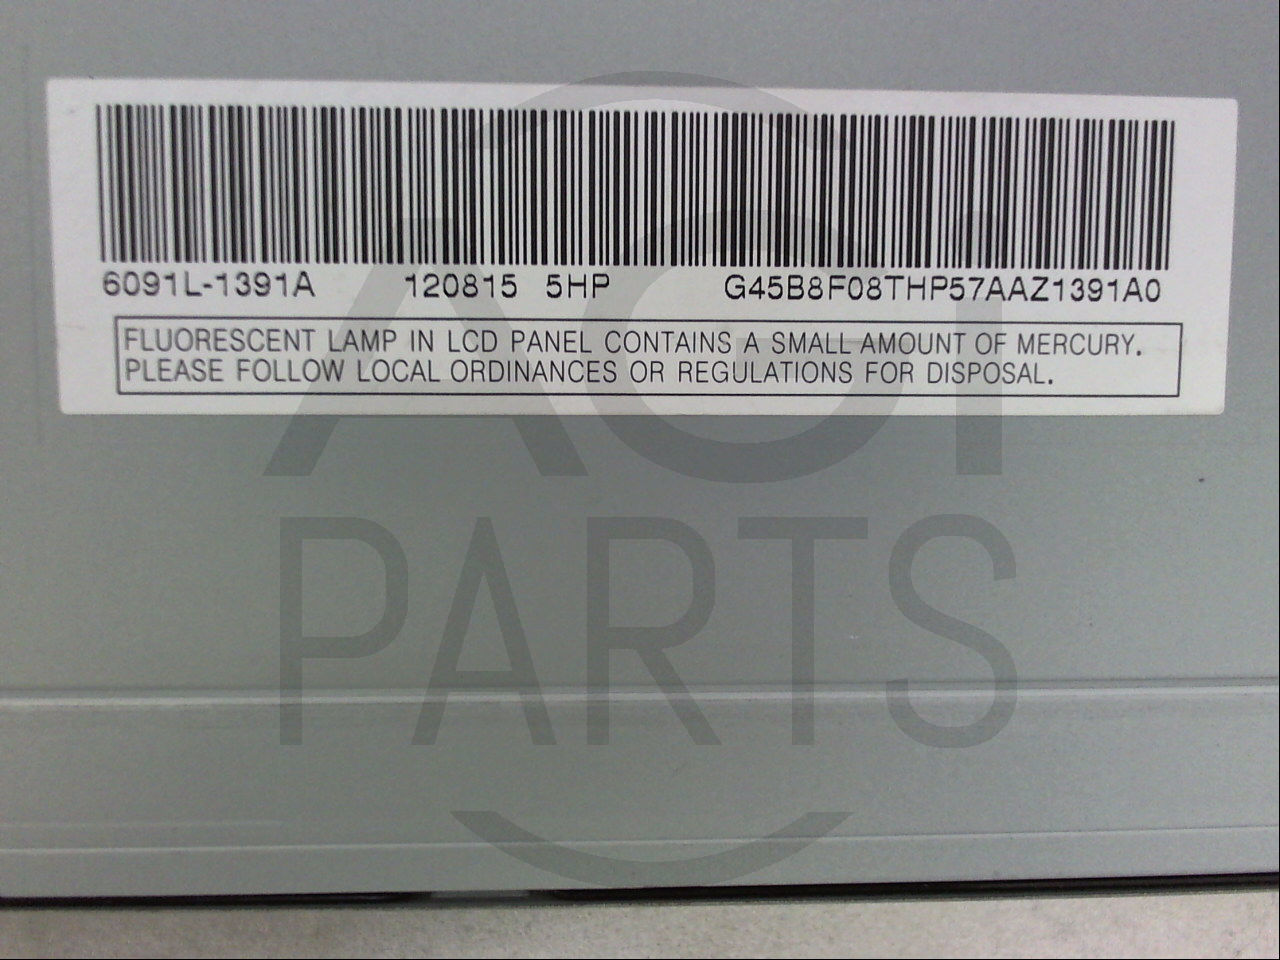 6091L-1391A 120815 5HP G45B8F08THP57AAZ1391A0
FLUORESCENT LAMP IN LCD PANEL CONTAINS A SMALL AMOUNT OF MERCURY.
PLEASE FOLLOW LOCAL ORDINANCES OR REGULATIONS FOR DISPOSAL.
AGI
PARTS